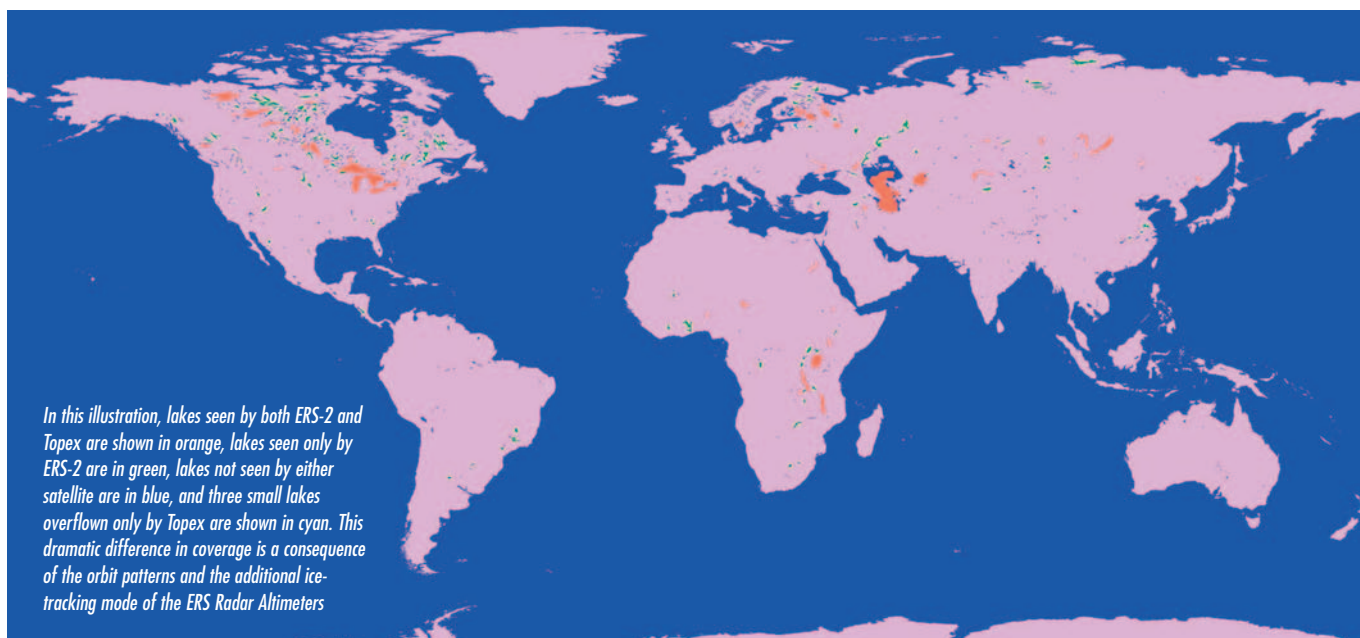 In this illustration, lakes seen by both ERS-2 and
Topex are shown in orange, lakes seen only by
ERS-2 are in green, lakes not seen by either
satellite are in blue, and three small lakes
overflown only by Topex are shown in cyan. This
dramatic difference in coverage is a consequence
of the orbit patterns and the additional ice-
tracking mode of the ERS Radar Altimeters